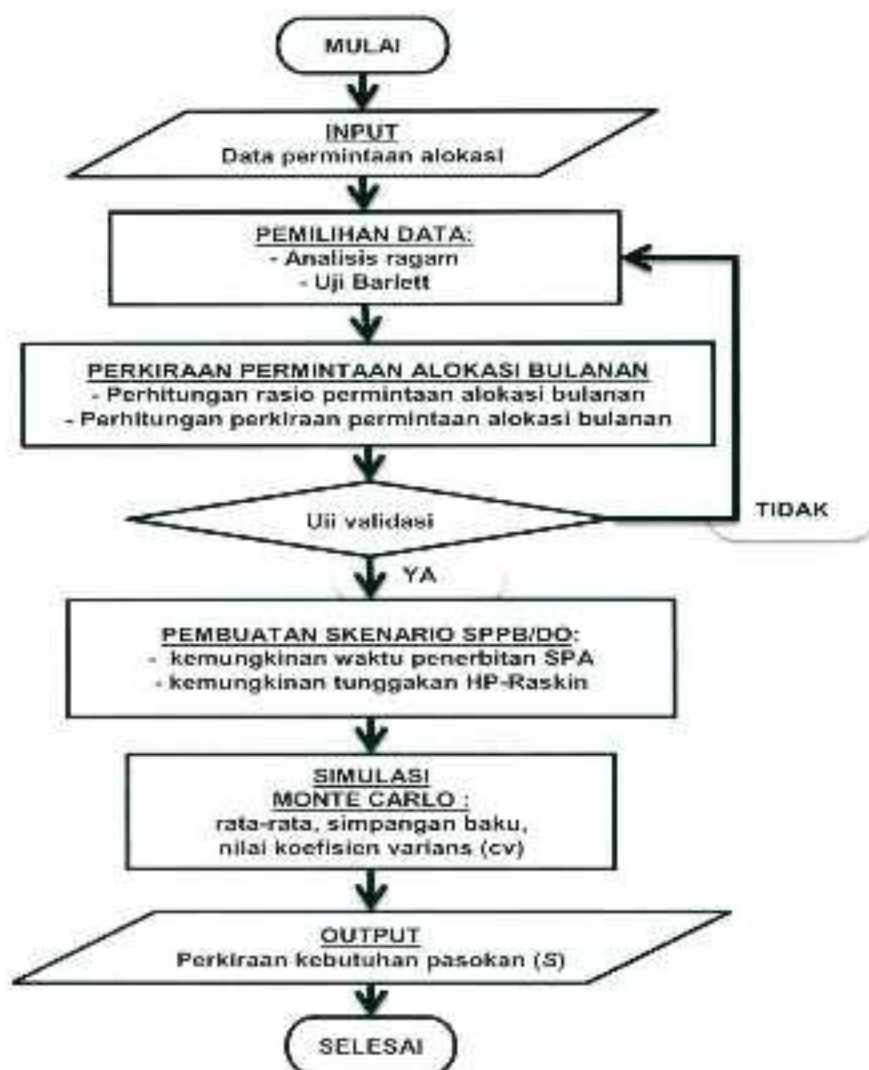 MULAI
INPUT
Data permintaan alokasi
PEMILIHAN DATA:
- Analisis ragam
- Uji Barlett
PERKIRAAN PERMINTAAN ALOKASI BULANAN
- Perhitungan rasio permintaan alokasi bulanan
- Perhitungan perkiraan permintaan alokasi bulanan
Uji validasi
TIDAK
YA
PEMBUATAN SKENARIO SPPB/DO:
- kemungkinan waktu penerbitan SPA
- kemungkinan tunggakan HP-Raskin
SIMULASI
MONTE CARLO :
rata-rata, simpangan baku,
nilai koefisien varians (cv)
OUTPUT
Perkiraan kebutuhan pasokan (S)
SELESAI